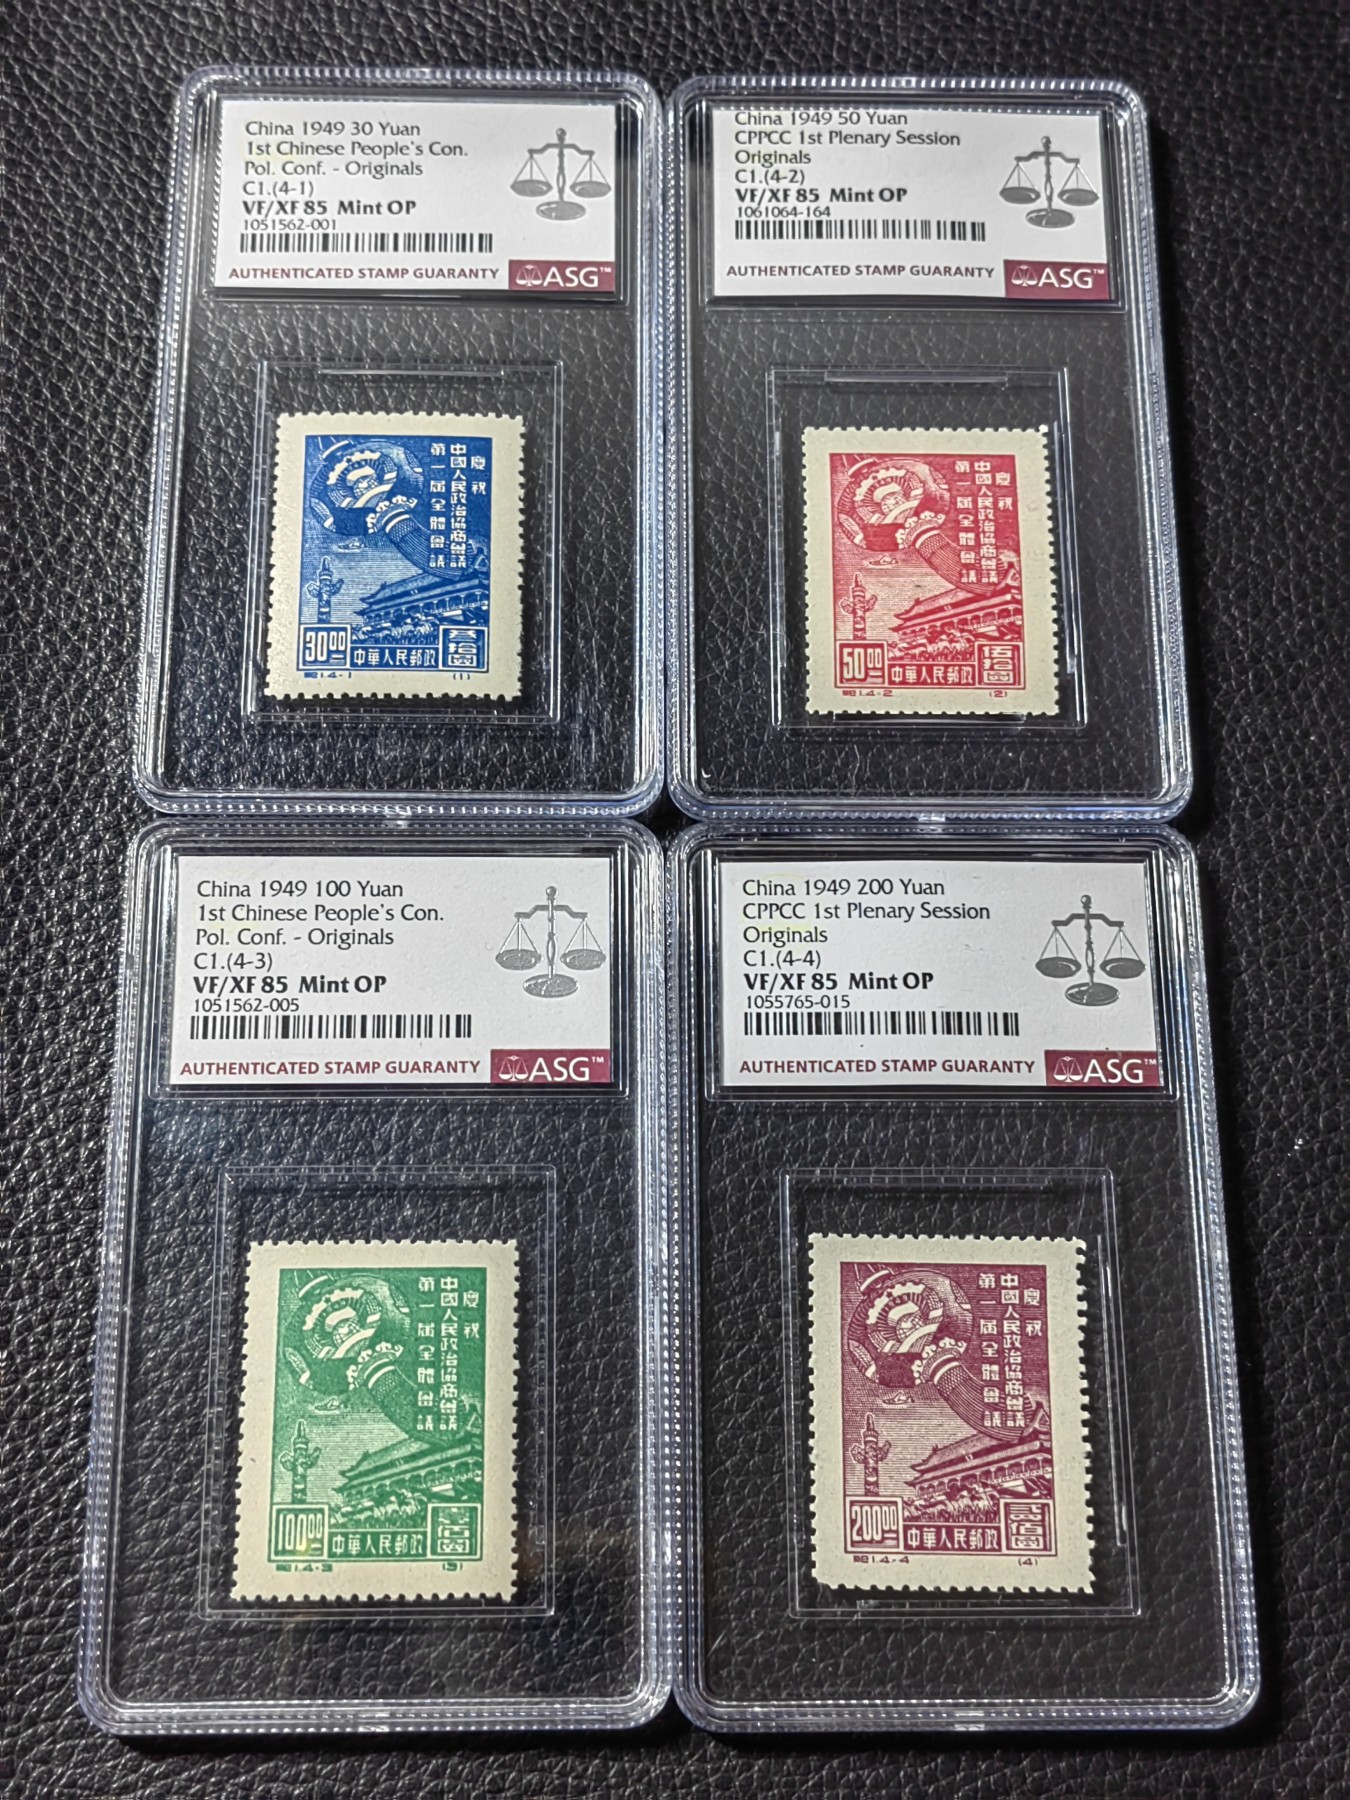 China 1949 30 Yuan
1st Chinese People's Con.
Pol. Conf. - Originals
C1.(4-1)
VF/XF 85 Mint OP
1051562-001
AUTHENTICATED STAMP GUARANTY ASG™
慶祝
中國人民政治協商會議
第一屆全體會議
30.00
中華人民郵政
叁拾圓
紀1.4-1
(1)
China 1949 50 Yuan
CPPCC 1st Plenary Session
Originals
C1.(4-2)
VF/XF 85 Mint OP
1061064-164
AUTHENTICATED STAMP GUARANTY ASG™
慶祝
中國人民政治協商會議
第一屆全體會議
50.00
中華人民郵政
伍拾圓
紀1.4-2
(2)
China 1949 100 Yuan
1st Chinese People's Con.
Pol. Conf. - Originals
C1.(4-3)
VF/XF 85 Mint OP
1051562-005
AUTHENTICATED STAMP GUARANTY ASG™
慶祝
中國人民政治協商會議
第一屆全體會議
100.00
中華人民郵政
壹佰圓
紀1.4-3
(3)
China 1949 200 Yuan
CPPCC 1st Plenary Session
Originals
C1.(4-4)
VF/XF 85 Mint OP
1055765-015
AUTHENTICATED STAMP GUARANTY ASG™
慶祝
中國人民政治協商會議
第一屆全體會議
200.00
中華人民郵政
貳佰圓
紀1.4-4
(4)